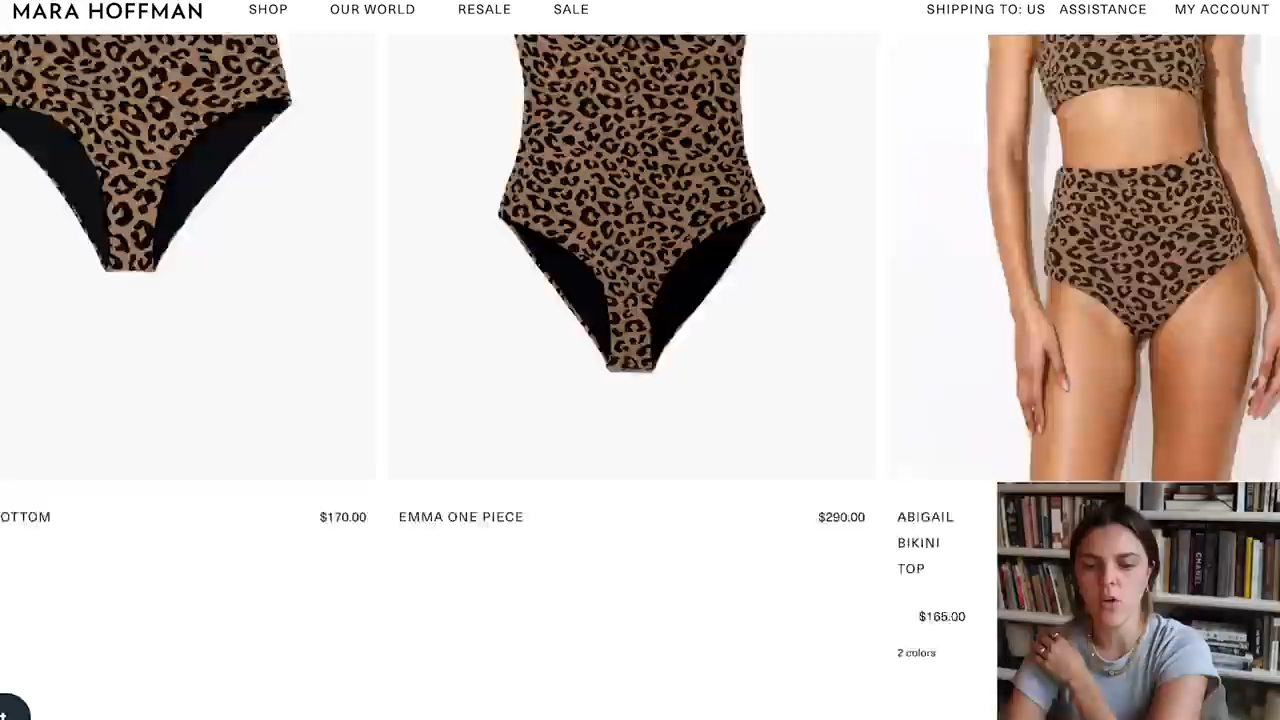 MARA HOFFMAN SHOP OUR WORLD RESALE SALE SHIPPING TO: US ASSISTANCE MY ACCOUNT
OTTOM $170.00
EMMA ONE PIECE $290.00
ABIGAIL
BIKINI
TOP
$165.00
2 colors
CHANEL
t